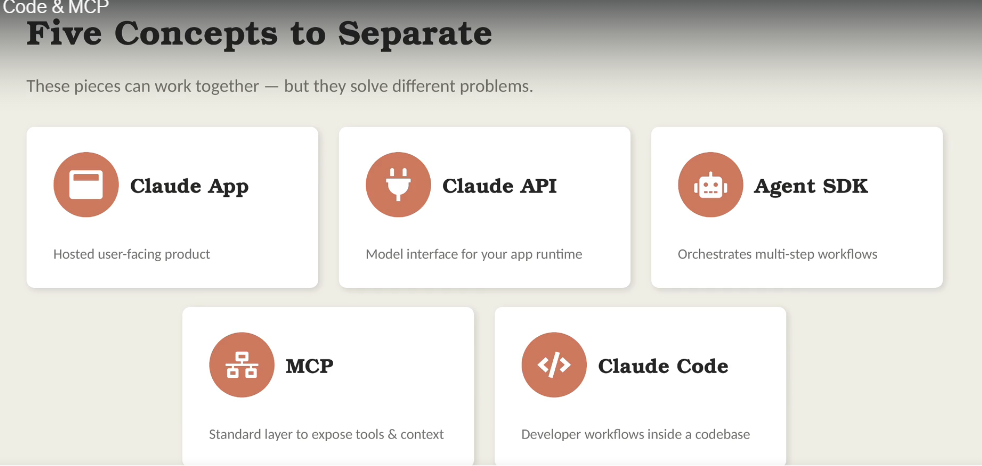 Code & MCP
Five Concepts to Separate
These pieces can work together — but they solve different problems.
Claude App
Hosted user-facing product
Claude API
Model interface for your app runtime
Agent SDK
Orchestrates multi-step workflows
MCP
Standard layer to expose tools & context
Claude Code
Developer workflows inside a codebase